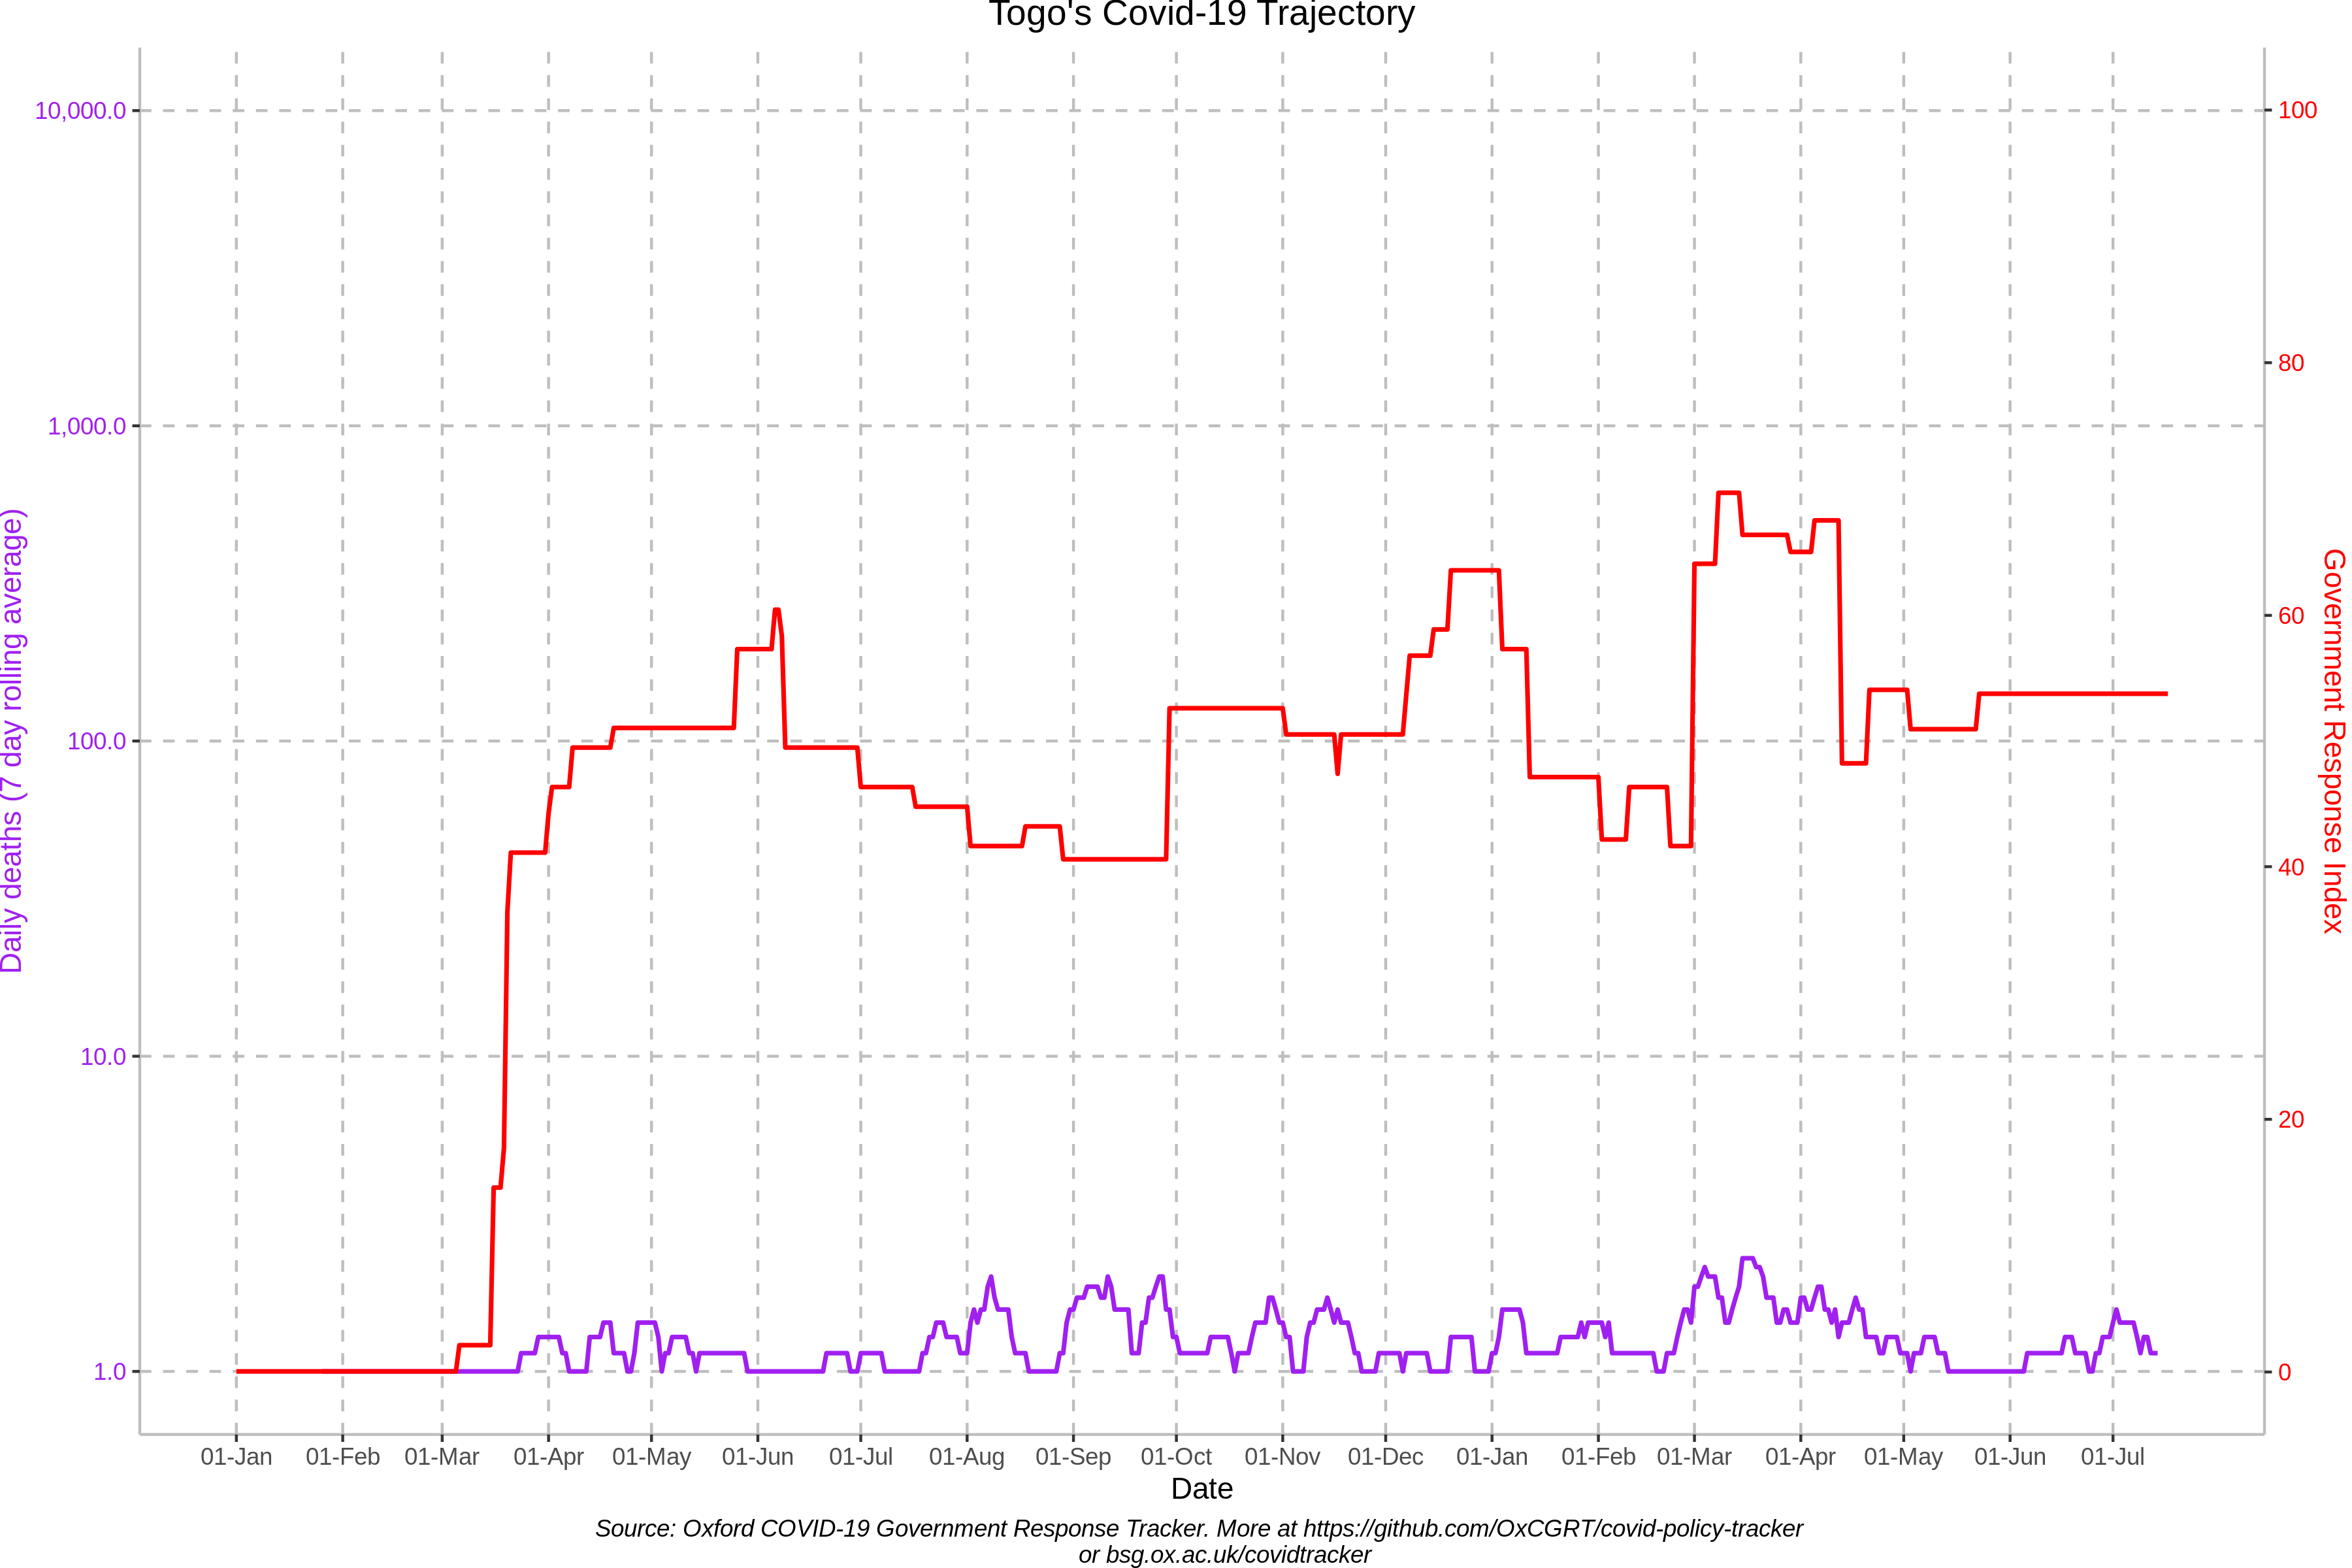 Togo's Covid-19 Trajectory
10,000.0
1,000.0
100.0
10.0
1.0
Daily deaths (7 day rolling average)
100
80
60
40
20
0
Government Response Index
01-Jan 01-Feb 01-Mar 01-Apr 01-May 01-Jun 01-Jul 01-Aug 01-Sep 01-Oct 01-Nov 01-Dec 01-Jan 01-Feb 01-Mar 01-Apr 01-May 01-Jun 01-Jul
Date
Source: Oxford COVID-19 Government Response Tracker. More at https://github.com/OxCGRT/covid-policy-tracker
or bsg.ox.ac.uk/covidtracker